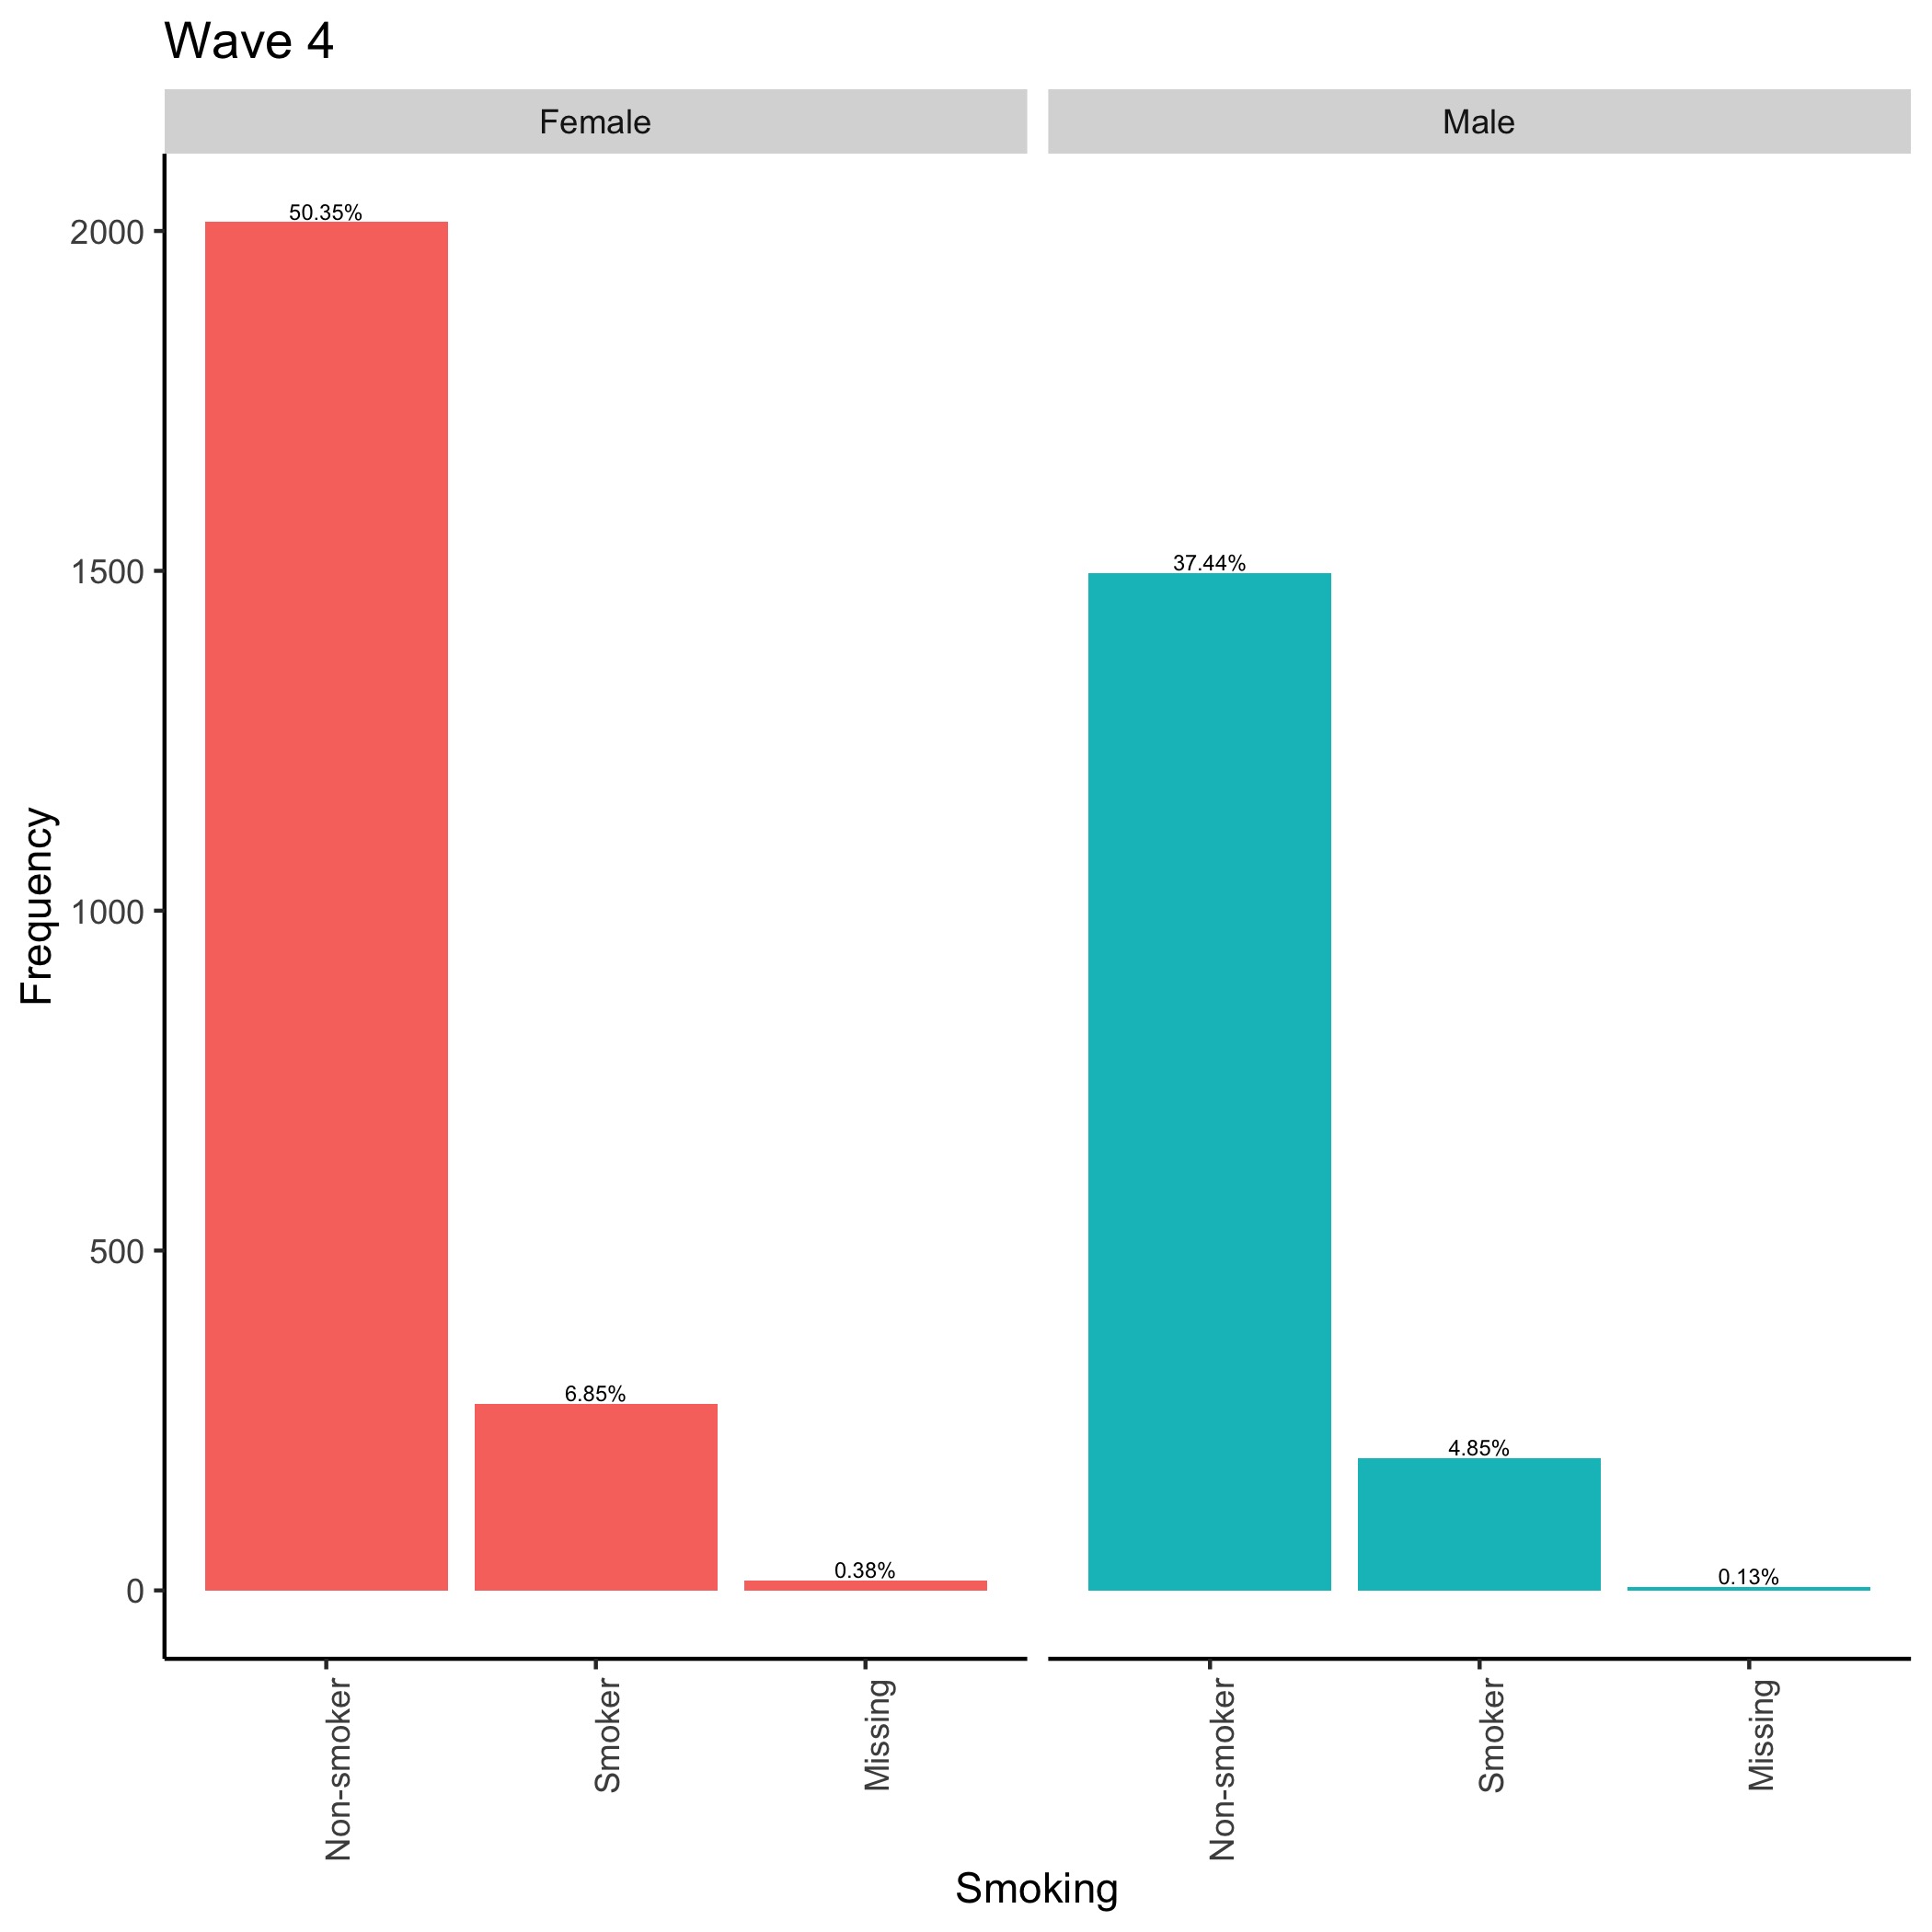 Wave 4
Female
Male
Frequency
2000
1500
1000
500
0
50.35%
6.85%
0.38%
37.44%
4.85%
0.13%
Non-smoker
Smoker
Missing
Non-smoker
Smoker
Missing
Smoking